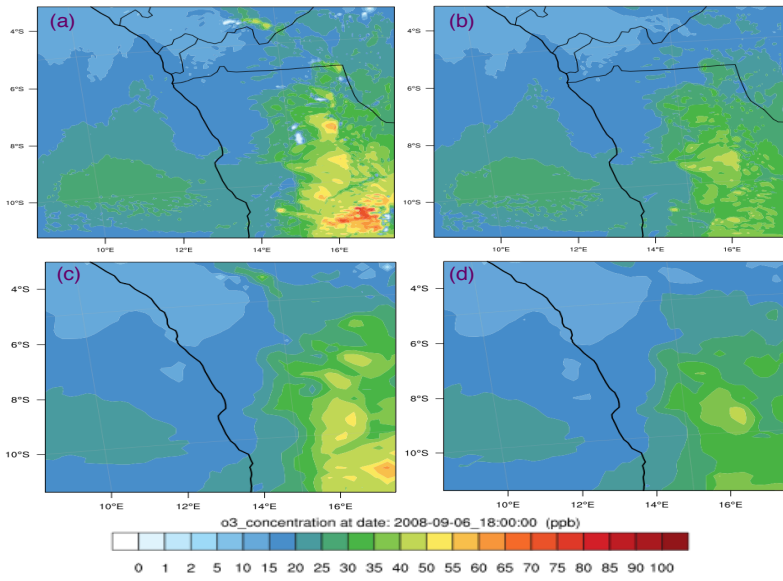 (a) (b)
4°S 4°S
6°S 6°S
8°S 8°S
10°S 10°S
10°E 12°E 14°E 16°E 10°E 12°E 14°E 16°E
(c) (d)
4°S 4°S
6°S 6°S
8°S 8°S
10°S 10°S
10°E 12°E 14°E 16°E 10°E 12°E 14°E 16°E
o3_concentration at date: 2008-09-06_18:00:00 (ppb)
0 1 2 5 10 15 20 25 30 35 40 50 55 60 65 70 75 80 85 90 100